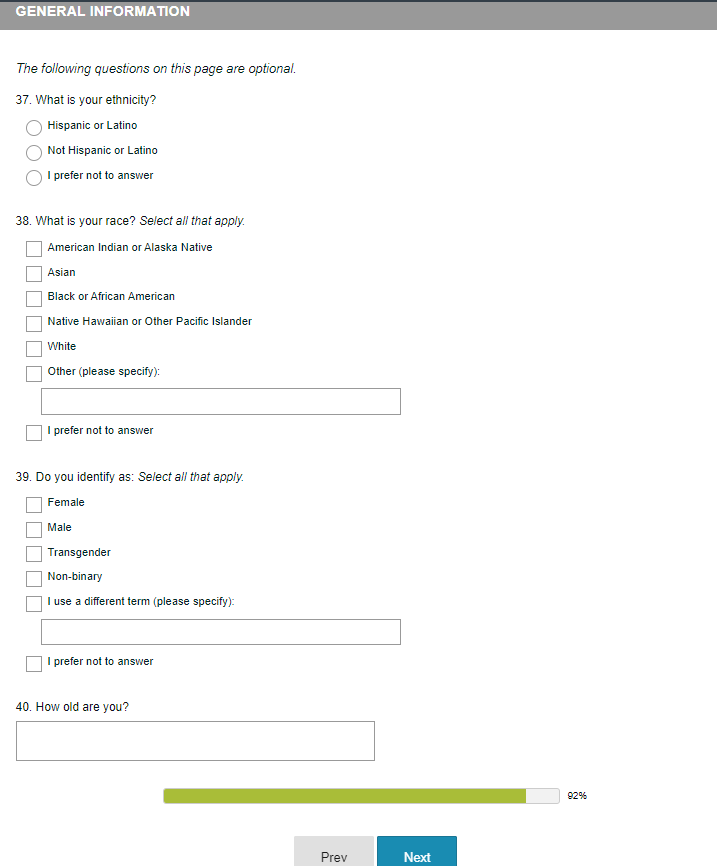 GENERAL INFORMATION
The following questions on this page are optional.
37. What is your ethnicity?
Hispanic or Latino
Not Hispanic or Latino
I prefer not to answer
38. What is your race? Select all that apply.
American Indian or Alaska Native
Asian
Black or African American
Native Hawaiian or Other Pacific Islander
White
Other (please specify):
I prefer not to answer
39. Do you identify as: Select all that apply.
Female
Male
Transgender
Non-binary
I use a different term (please specify):
I prefer not to answer
40. How old are you?
92%
Prev Next